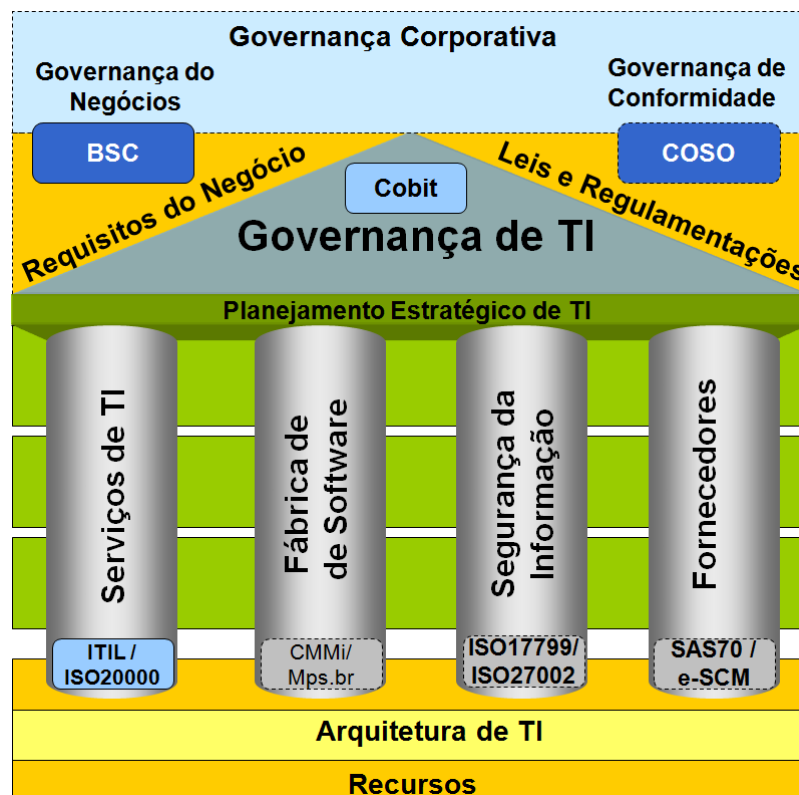 Governança Corporativa
Governança do
Negócios
Governança de
Conformidade
BSC
COSO
Requisitos do Negócio
Leis e Regulamentações
Cobit
Governança de TI
Planejamento Estratégico de TI
Serviços de TI
Fábrica de
de Software
Segurança da
Informação
Fornecedores
ITIL /
ISO20000
CMMi/
Mps.br
ISO17799/
ISO27002
SAS70 /
e-SCM
Arquitetura de TI
Recursos